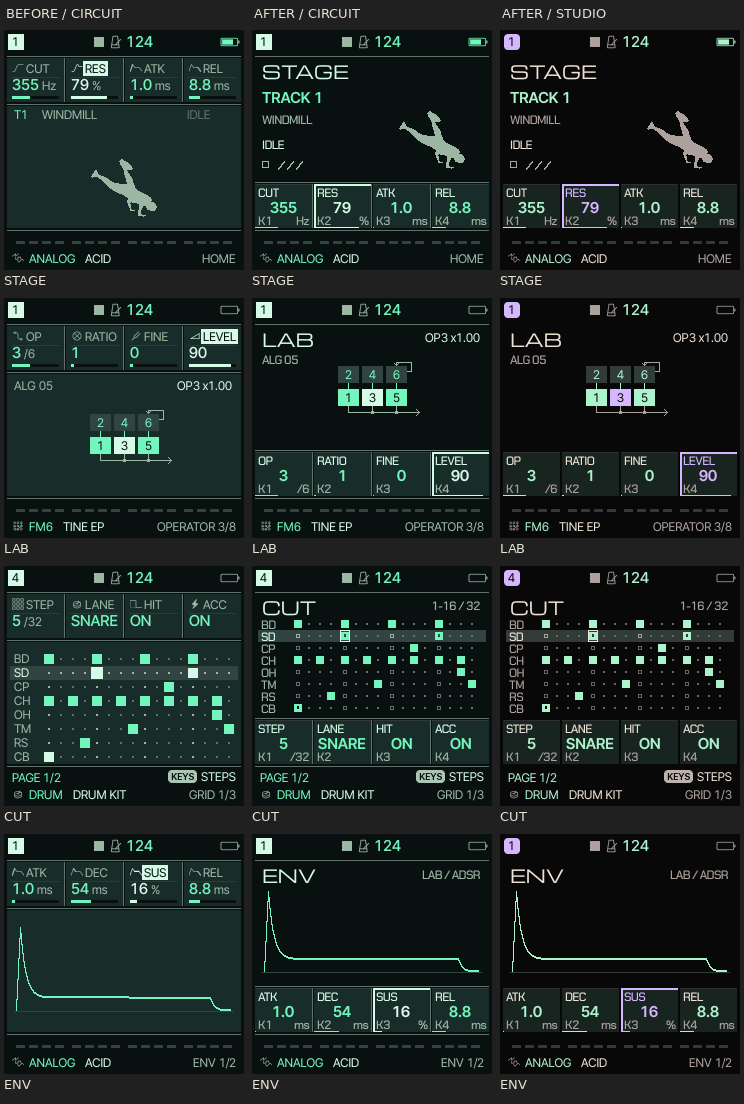 BEFORE / CIRCUIT AFTER / CIRCUIT AFTER / STUDIO
1 124
CUT RES ATK REL
355 Hz 79 % 1.0 ms 8.8 ms
T1 WINDMILL IDLE
ANALOG ACID HOME
1 124
STAGE
TRACK 1
WINDMILL
IDLE
CUT RES ATK REL
355 79 1.0 8.8
K1 Hz K2 % K3 ms K4 ms
ANALOG ACID HOME
1 124
STAGE
TRACK 1
WINDMILL
IDLE
CUT RES ATK REL
355 79 1.0 8.8
K1 Hz K2 % K3 ms K4 ms
ANALOG ACID HOME
STAGE STAGE STAGE
1 124
OP RATIO FINE LEVEL
3 /6 1 0 90
ALG 05 OP3 x1.00
2 4 6
1 3 5
FM6 TINE EP OPERATOR 3/8
1 124
LAB OP3 x1.00
ALG 05
2 4 6
1 3 5
OP RATIO FINE LEVEL
3 1 0 90
K1 /6 K2 K3 K4
FM6 TINE EP OPERATOR 3/8
1 124
LAB OP3 x1.00
ALG 05
2 4 6
1 3 5
OP RATIO FINE LEVEL
3 1 0 90
K1 /6 K2 K3 K4
FM6 TINE EP OPERATOR 3/8
LAB LAB LAB
4 124
STEP LANE HIT ACC
5 /32 SNARE ON ON
BD
SD
CP
CH
OH
TM
RS
CB
PAGE 1/2 KEYS STEPS
DRUM DRUM KIT GRID 1/3
4 124
CUT 1-16 / 32
BD
SD
CP
CH
OH
TM
RS
CB
STEP LANE HIT ACC
5 SNARE ON ON
K1 /32 K2 K3 K4
PAGE 1/2 KEYS STEPS
DRUM DRUM KIT GRID 1/3
4 124
CUT 1-16 / 32
BD
SD
CP
CH
OH
TM
RS
CB
STEP LANE HIT ACC
5 SNARE ON ON
K1 /32 K2 K3 K4
PAGE 1/2 KEYS STEPS
DRUM DRUM KIT GRID 1/3
CUT CUT CUT
1 124
ATK DEC SUS REL
1.0 ms 54 ms 16 % 8.8 ms
ANALOG ACID ENV 1/2
1 124
ENV LAB / ADSR
ATK DEC SUS REL
1.0 54 16 8.8
K1 ms K2 ms K3 % K4 ms
ANALOG ACID ENV 1/2
1 124
ENV LAB / ADSR
ATK DEC SUS REL
1.0 54 16 8.8
K1 ms K2 ms K3 % K4 ms
ANALOG ACID ENV 1/2
ENV ENV ENV